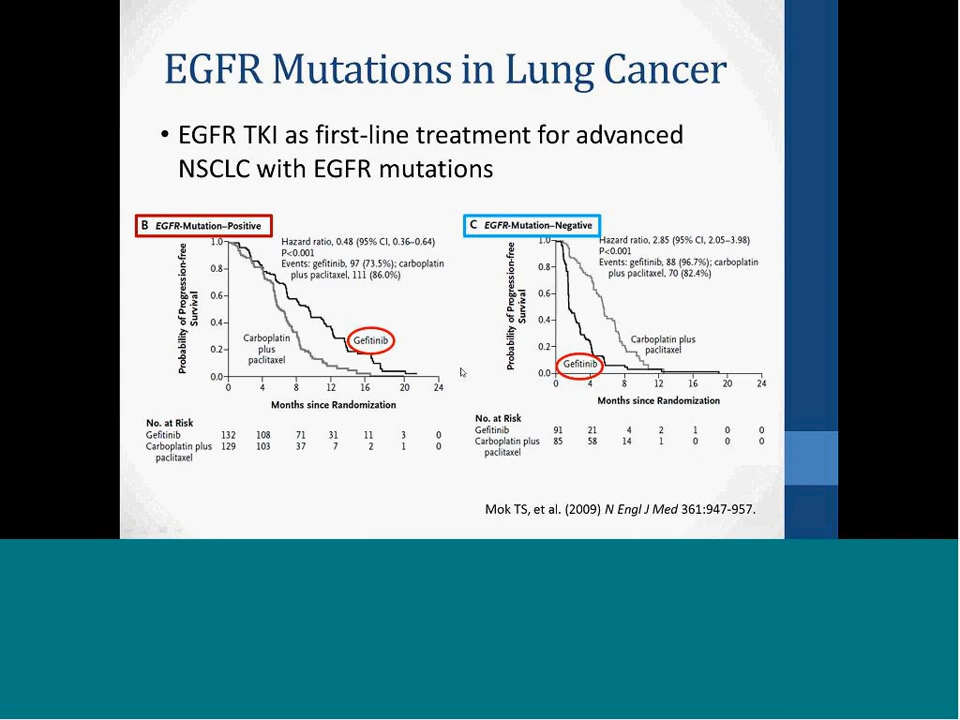 EGFR Mutations in Lung Cancer
• EGFR TKI as first-line treatment for advanced
NSCLC with EGFR mutations
B EGFR-Mutation–Positive
Probability of Progression-free
Survival
1.0
0.8
0.6
0.4
0.2
0.0
Hazard ratio, 0.48 (95% CI, 0.36–0.64)
P<0.001
Events: gefitinib, 97 (73.5%); carboplatin
plus paclitaxel, 111 (86.0%)
Carboplatin
plus
paclitaxel
Gefitinib
0 4 8 12 16 20 24
Months since Randomization
No. at Risk
Gefitinib 132 108 71 31 11 3 0
Carboplatin plus 129 103 37 7 2 1 0
paclitaxel
C EGFR-Mutation–Negative
Probability of Progression-free
Survival
1.0
0.8
0.6
0.4
0.2
0.0
Hazard ratio, 2.85 (95% CI, 2.05–3.98)
P<0.001
Events: gefitinib, 88 (96.7%); carboplatin
plus paclitaxel, 70 (82.4%)
Carboplatin plus
paclitaxel
Gefitinib
0 4 8 12 16 20 24
Months since Randomization
No. at Risk
Gefitinib 91 21 4 2 1 0 0
Carboplatin plus 85 58 14 1 0 0 0
paclitaxel
Mok TS, et al. (2009) N Engl J Med 361:947-957.